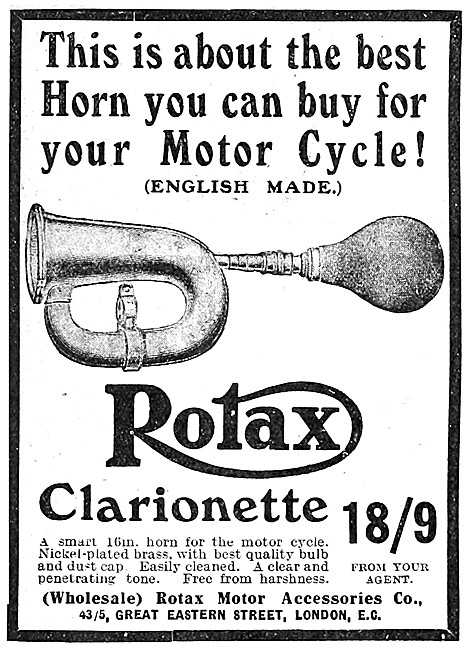 This is about the best
Horn you can buy for
your Motor Cycle!
(ENGLISH MADE.)
Rotax
Clarionette 18/9
A smart 16in. horn for the motor cycle.
Nickel-plated brass, with best quality bulb
and dust cap. Easily cleaned. A clear and
penetrating tone. Free from harshness.
FROM YOUR
AGENT.
(Wholesale) Rotax Motor Accessories Co.,
43/5, GREAT EASTERN STREET, LONDON, E.C.